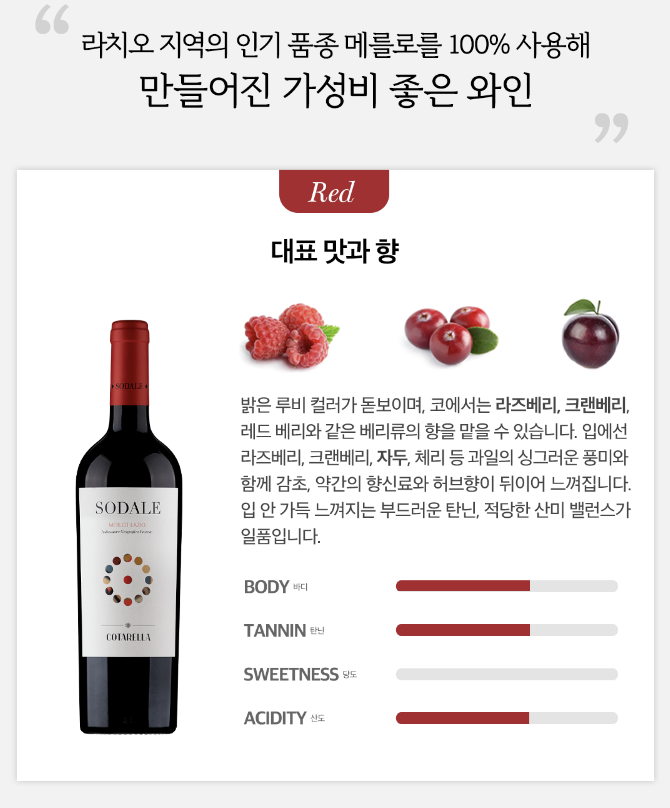 “
라치오 지역의 인기 품종 메를로를 100% 사용해
만들어진 가성비 좋은 와인
”
Red
대표 맛과 향
밝은 루비 컬러가 돋보이며, 코에서는 라즈베리, 크랜베리,
레드 베리와 같은 베리류의 향을 맡을 수 있습니다. 입에선
라즈베리, 크랜베리, 자두, 체리 등 과일의 싱그러운 풍미와
함께 감초, 약간의 향신료와 허브향이 뒤이어 느껴집니다.
입 안 가득 느껴지는 부드러운 탄닌, 적당한 산미 밸런스가
일품입니다.
SODALE
SODALE
MERLOT LAZIO
COTARELLA
BODY 바디
TANNIN 탄닌
SWEETNESS 당도
ACIDITY 산도